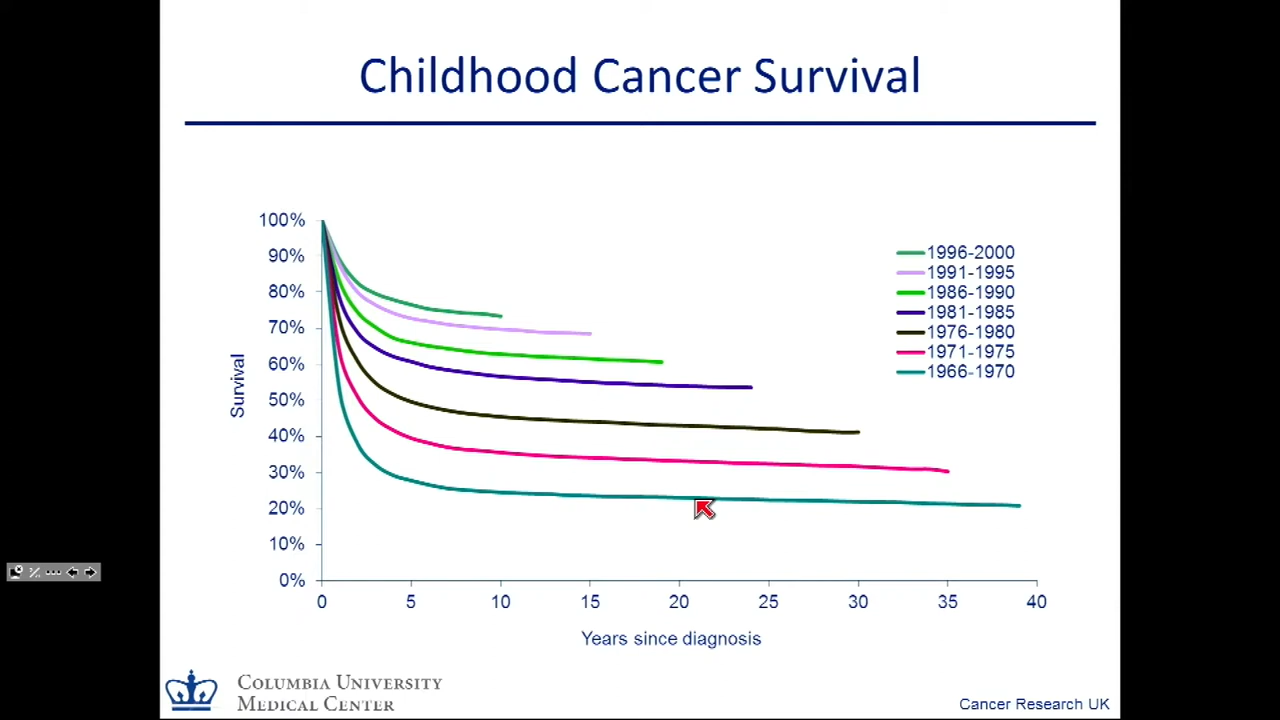 Childhood Cancer Survival
100%
90%
80%
70%
60%
50%
40%
30%
20%
10%
0%
Survival
1996-2000
1991-1995
1986-1990
1981-1985
1976-1980
1971-1975
1966-1970
0 5 10 15 20 25 30 35 40
Years since diagnosis
COLUMBIA UNIVERSITY
MEDICAL CENTER
Cancer Research UK